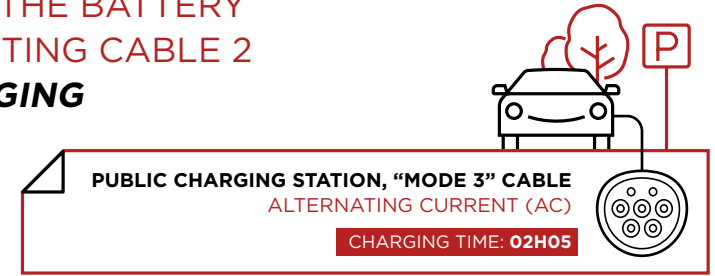 THE BATTERY
TING CABLE 2
GING
P
PUBLIC CHARGING STATION, “MODE 3” CABLE
ALTERNATING CURRENT (AC)
CHARGING TIME: 02H05